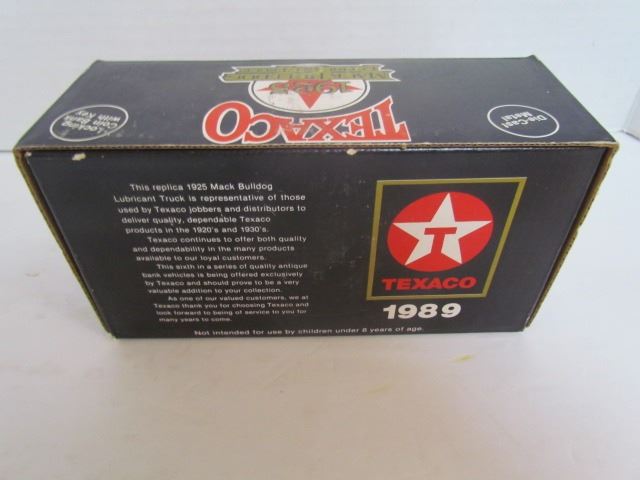 Locking
Coin Bank
with Key
TEXACO
1925
MACK BULLDOG
Die-Cast
Metal
This replica 1925 Mack Bulldog
Lubricant Truck is representative of those
used by Texaco jobbers and distributors to
deliver quality, dependable Texaco
products in the 1920's and 1930's.
Texaco continues to offer both quality
and dependability in the many products
available to our loyal customers.
This sixth in a series of quality antique
bank vehicles is being offered exclusively
by Texaco and should prove to be a very
valuable addition to your collection.
As one of our valued customers, we at
Texaco thank you for choosing Texaco and
look forward to being of service to you for
many years to come.
Not intended for use by children under 8 years of age.
T
TEXACO
1989